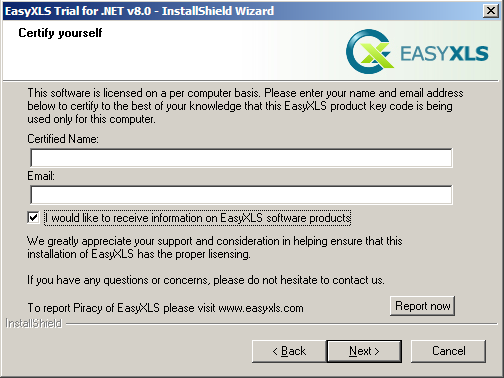 EasyXLS Trial for .NET v8.0 - InstallShield Wizard
Certify yourself
EASYXLS
This software is licensed on a per computer basis. Please enter your name and email address
below to certify to the best of your knowledge that this EasyXLS product key code is being
used only for this computer.
Certified Name:
Email:
I would like to receive information on EasyXLS software products
We greatly appreciate your support and consideration in helping ensure that this
installation of EasyXLS has the proper lisensing.
If you have any questions or concerns, please do not hesitate to contact us.
To report Piracy of EasyXLS please visit www.easyxls.com
Report now
InstallShield
< Back
Next >
Cancel